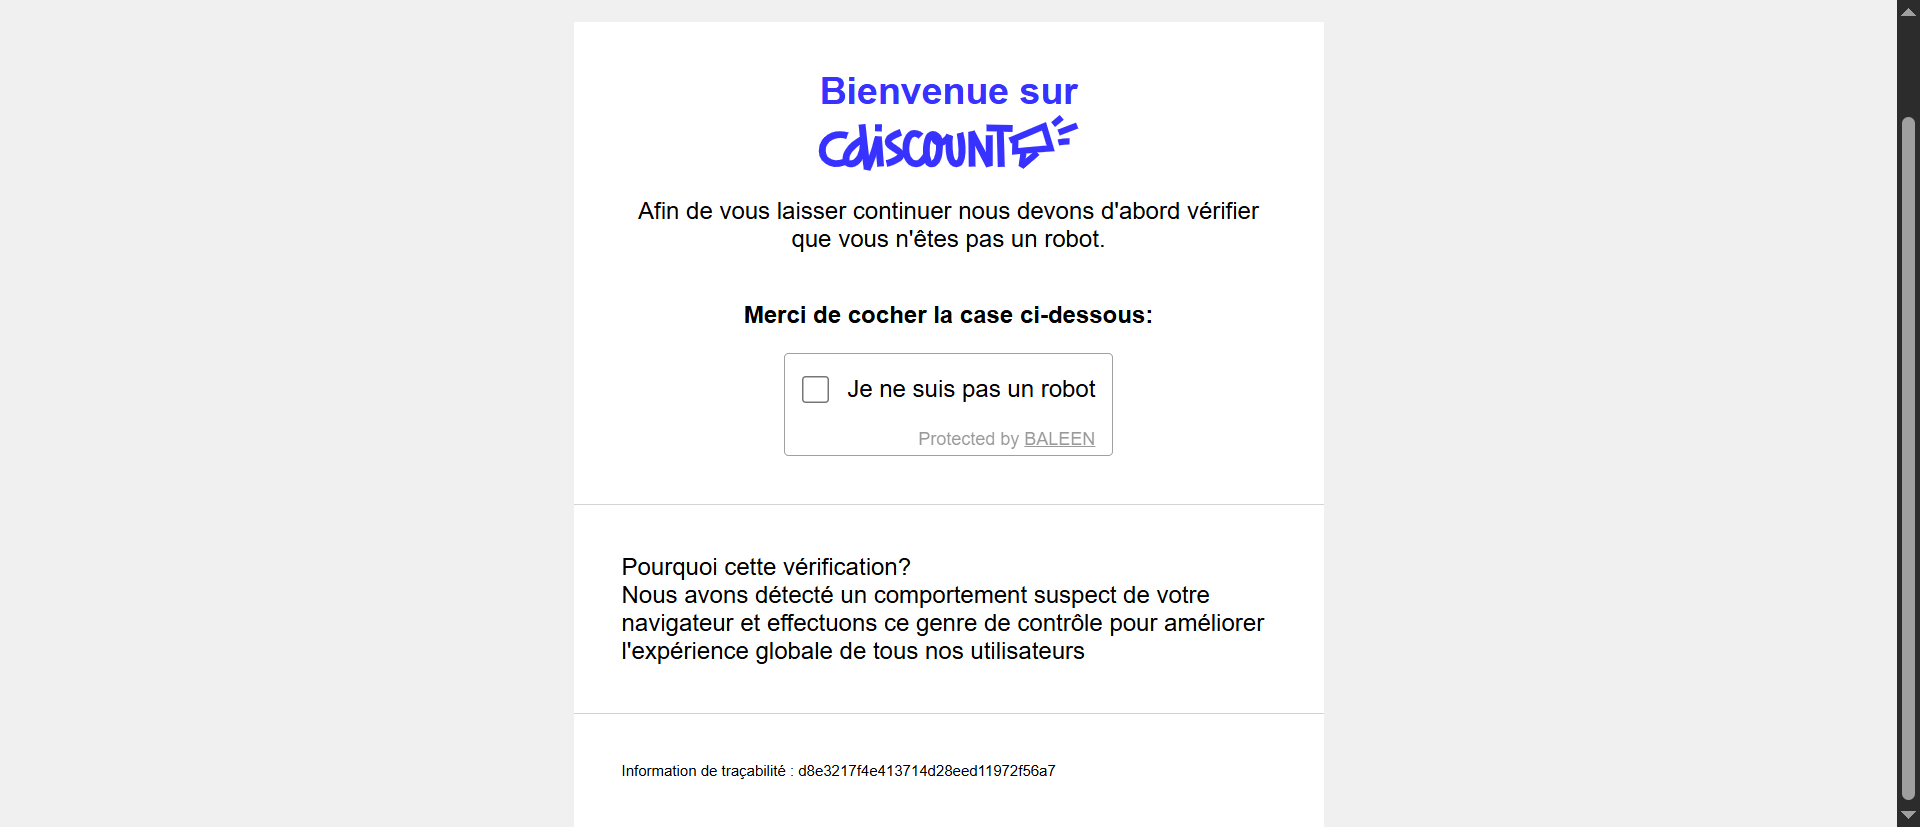 Bienvenue sur
Cdiscount
Afin de vous laisser continuer nous devons d'abord vérifier
que vous n'êtes pas un robot.
Merci de cocher la case ci-dessous:
Je ne suis pas un robot
Protected by BALEEN
Pourquoi cette vérification?
Nous avons détecté un comportement suspect de votre
navigateur et effectuons ce genre de contrôle pour améliorer
l'expérience globale de tous nos utilisateurs
Information de traçabilité : d8e3217f4e413714d28eed11972f56a7